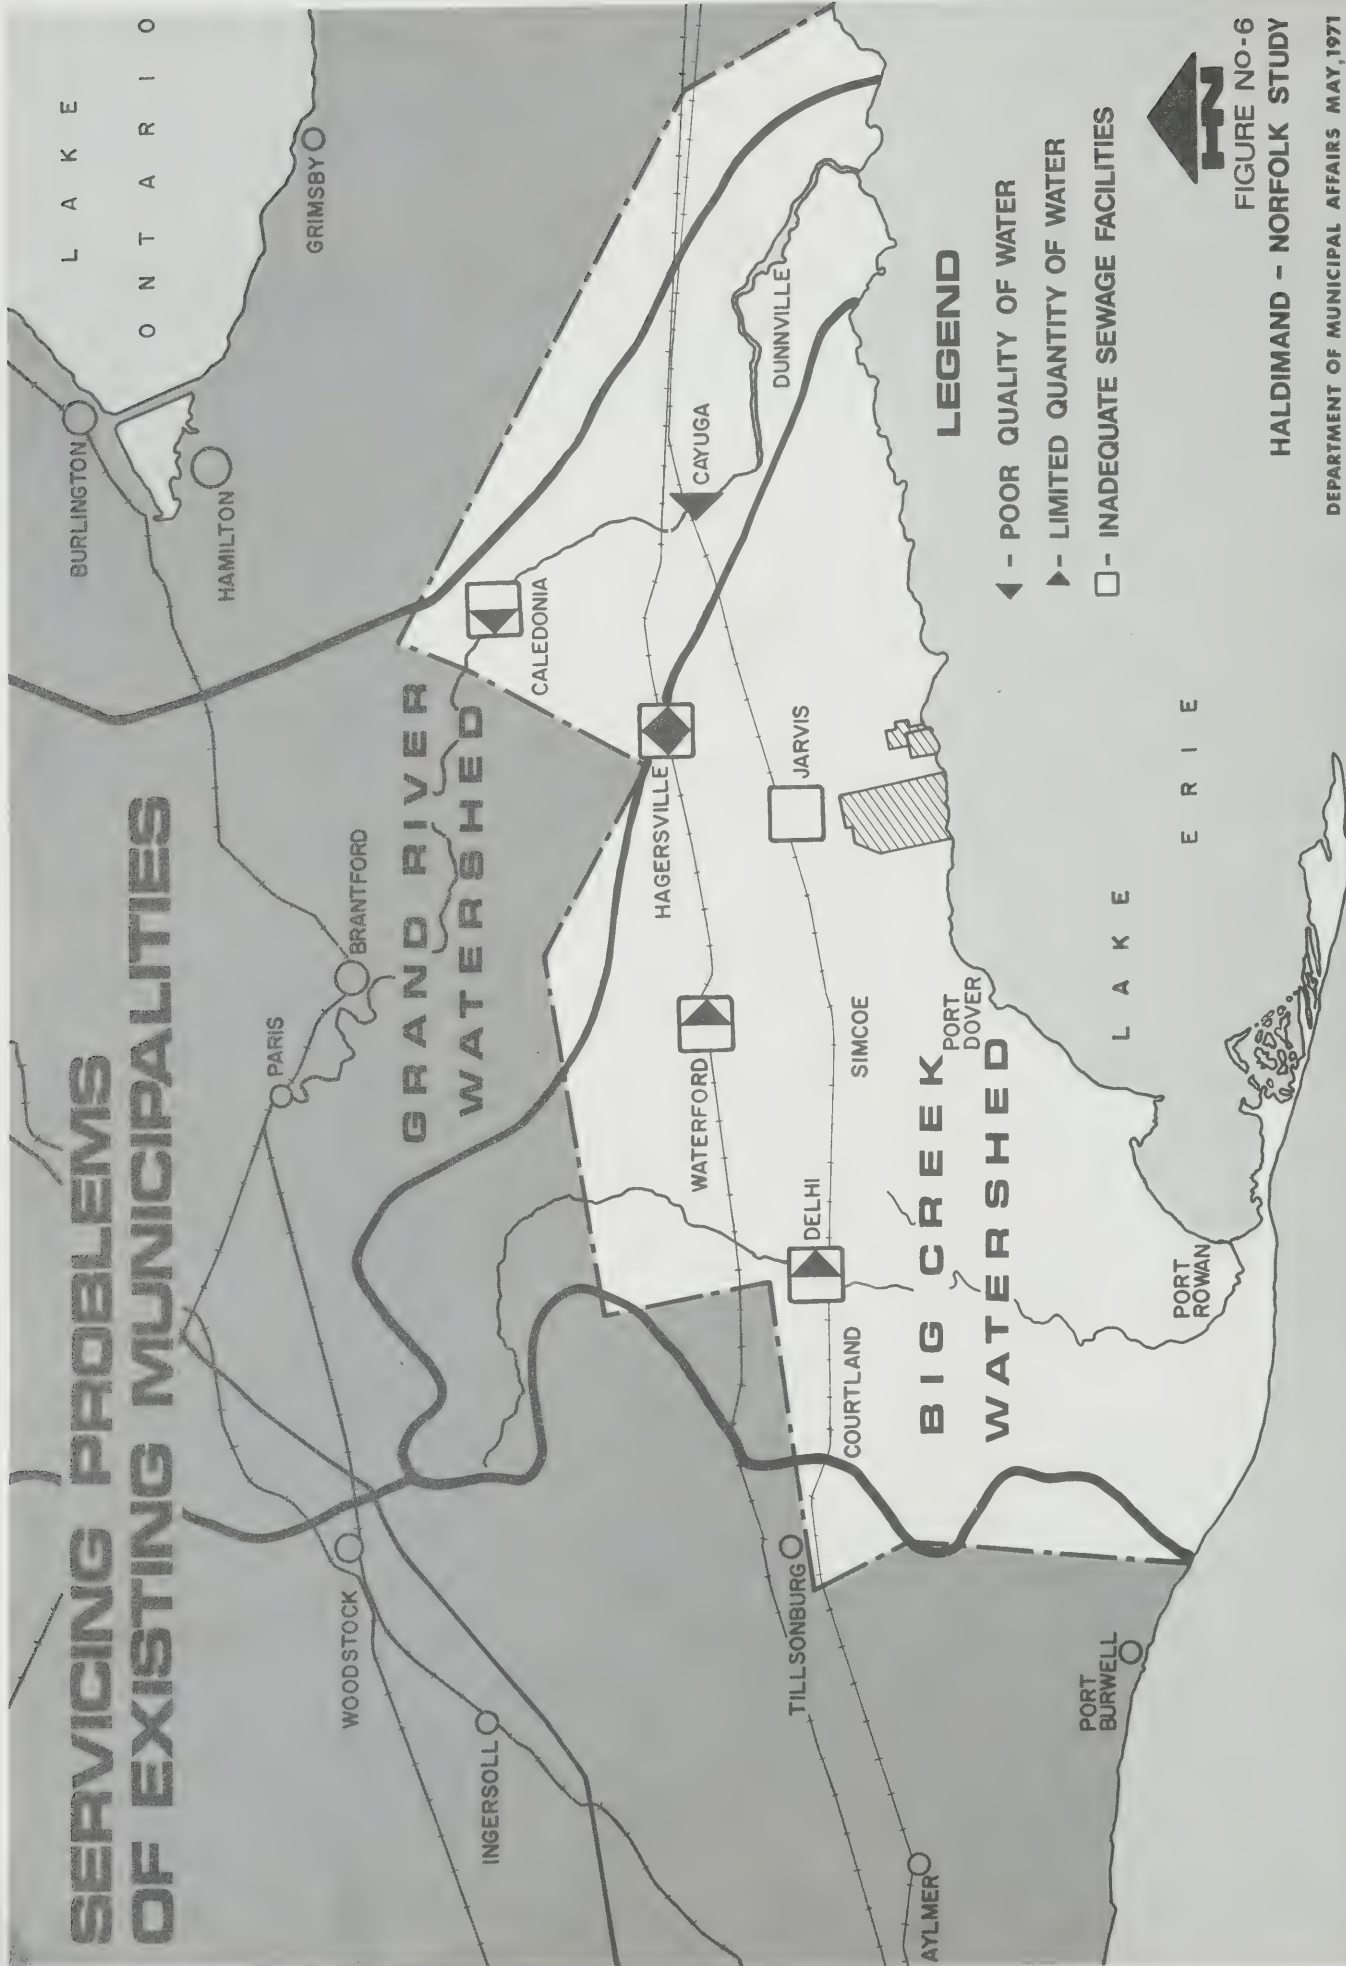 SERVICING PROBLEMS
OF EXISTING MUNICIPALITIES
LAKE
ONTARIO
BURLINGTON
HAMILTON
GRIMSBY
PARIS
BRANTFORD
WOODSTOCK
INGERSOLL
GRAND RIVER
WATERSHED
CALEDONIA
CAYUGA
DUNNVILLE
HAGERSVILLE
JARVIS
WATERFORD
SIMCOE
DELHI
COURTLAND
TILLSONBURG
AYLMER
BIG CREEK
WATERSHED
PORT
DOVER
PORT
ROWAN
PORT
BURWELL
LAKE
ERIE
LEGEND
- POOR QUALITY OF WATER
- LIMITED QUANTITY OF WATER
- INADEQUATE SEWAGE FACILITIES
HN
FIGURE NO-6
HALDIMAND - NORFOLK STUDY
DEPARTMENT OF MUNICIPAL AFFAIRS MAY, 1971